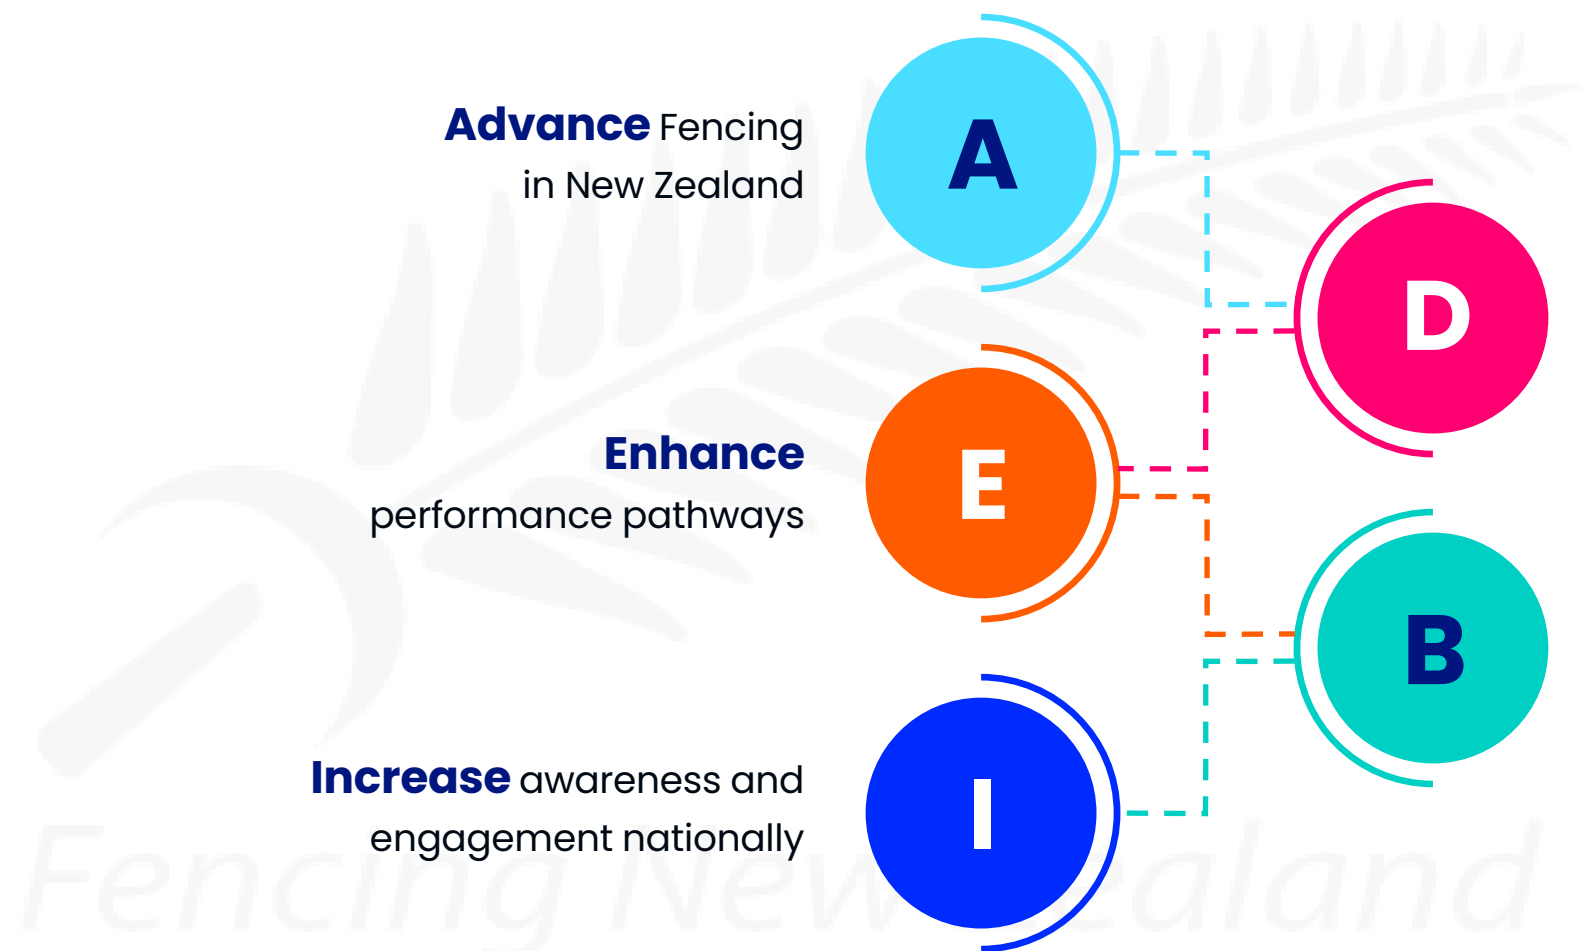 Advance Fencing
in New Zealand
A
D
Enhance
performance pathways
E
B
Increase awareness and
engagement nationally
I
Fencing New Zealand